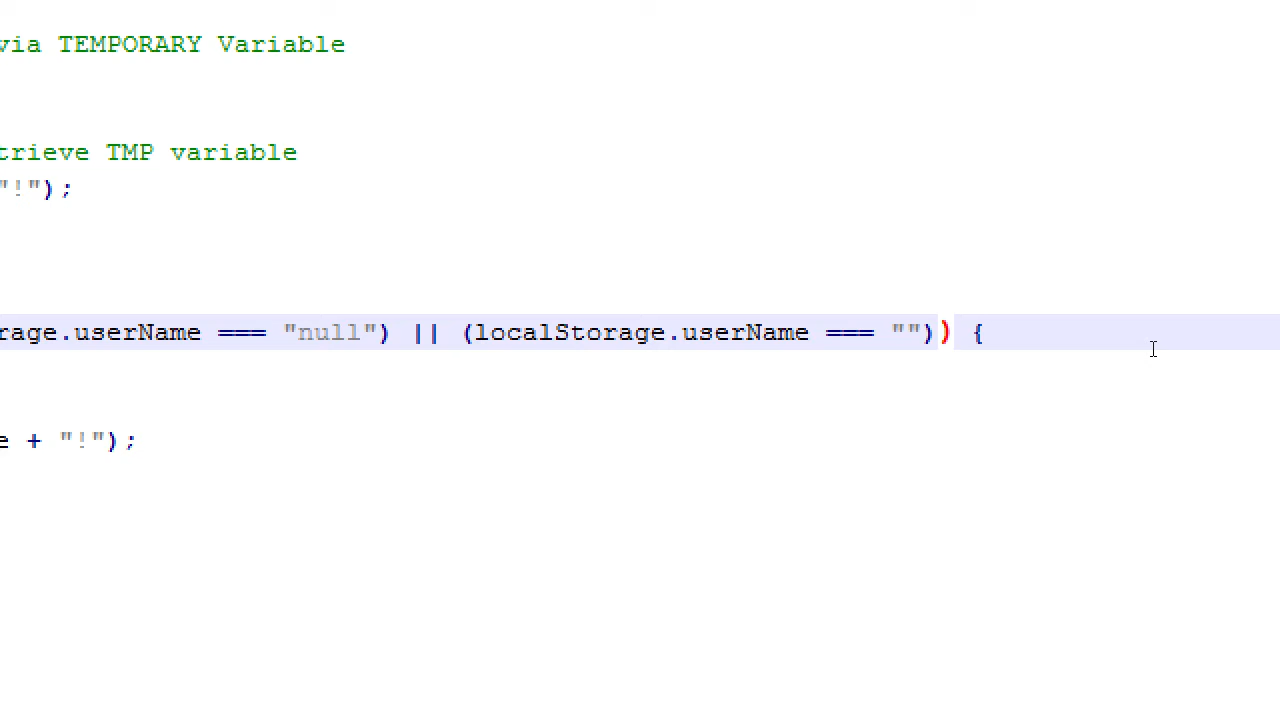 via TEMPORARY Variable
trieve TMP variable
"!");
rage.userName === "null") || (localStorage.userName === "")) {
e + "!");